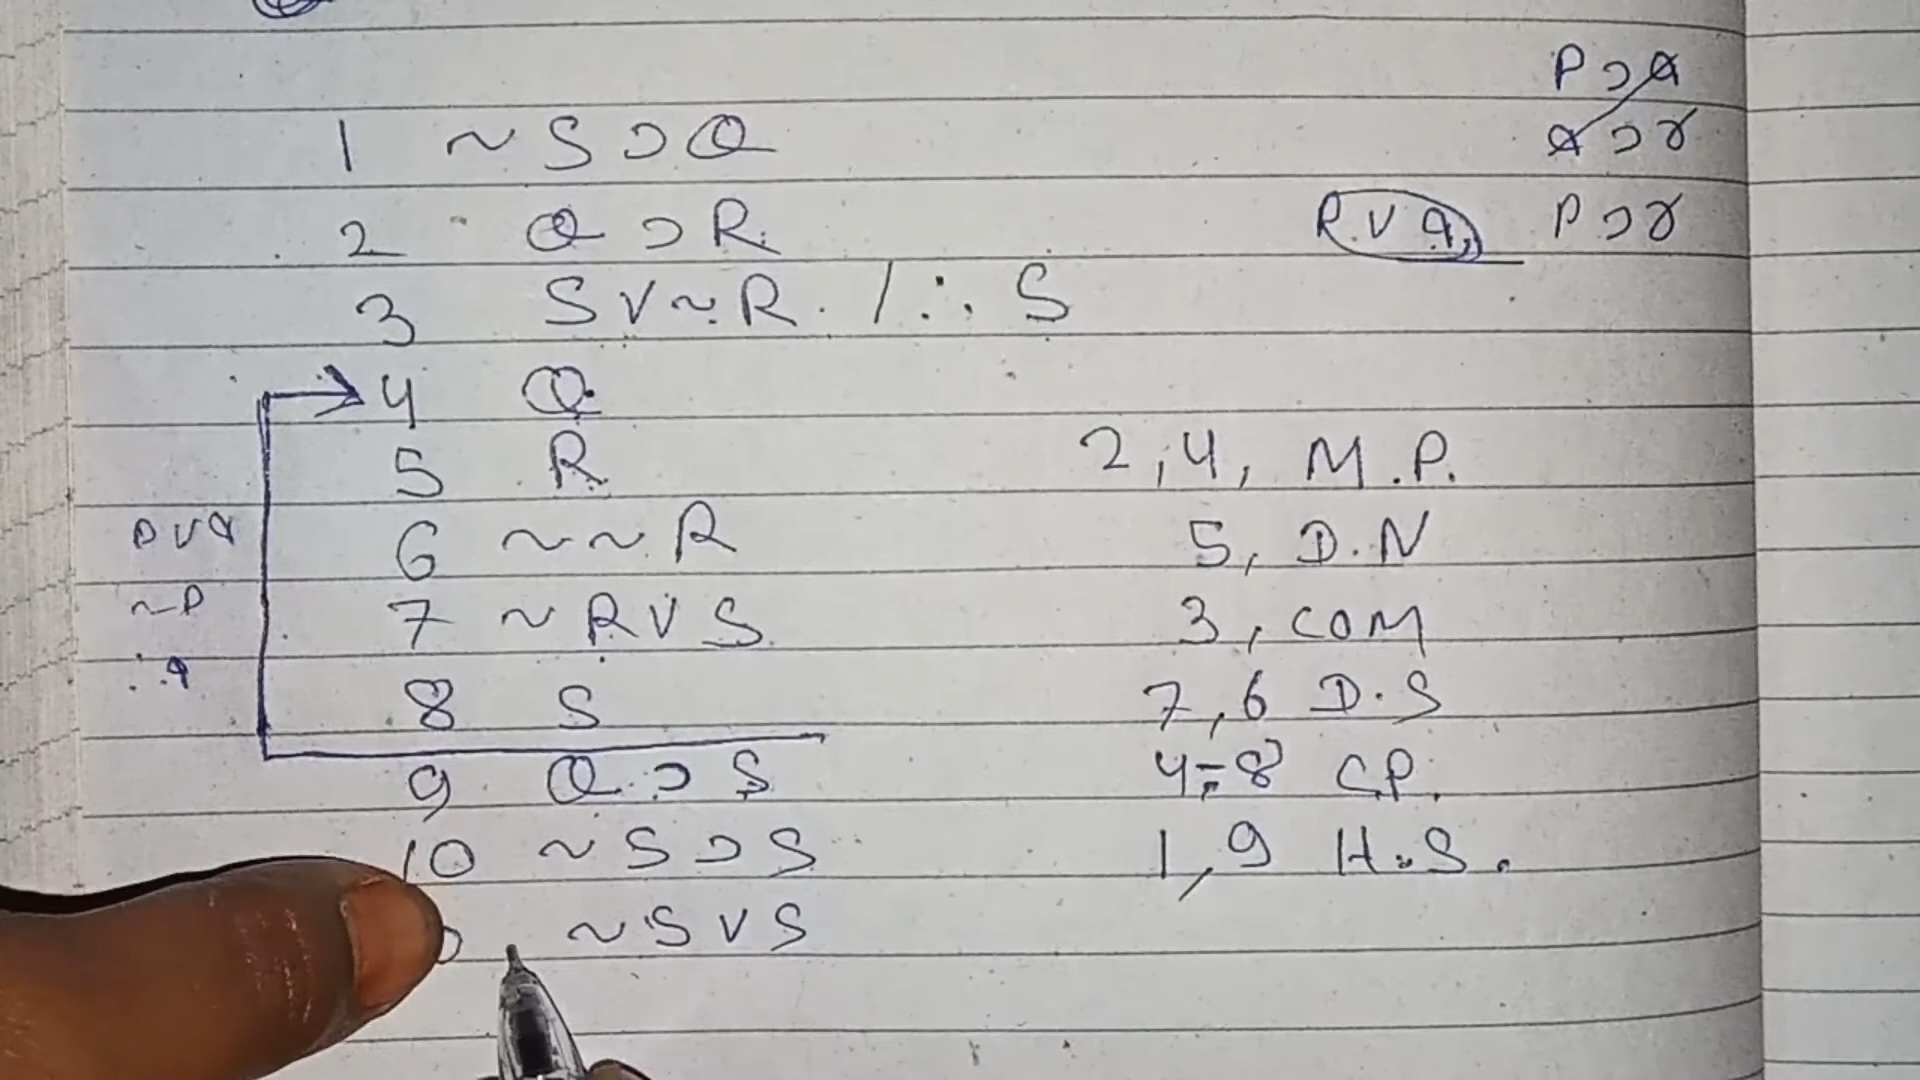 1 ~ S ⊃ Q
2 Q ⊃ R
3 S V ~ R . / ∴ S
4 Q
5 R 2, 4, M.P.
6 ~ ~ R 5, D.N
7 ~ R V S 3, COM
8 S 7, 6 D.S
9 Q ⊃ S 4-8 C.P.
10 ~ S ⊃ S 1, 9 H.S.
~ S V S
P ⊃ q
q ⊃ r
P ⊃ r
P V q
P V q
~ P
∴ q